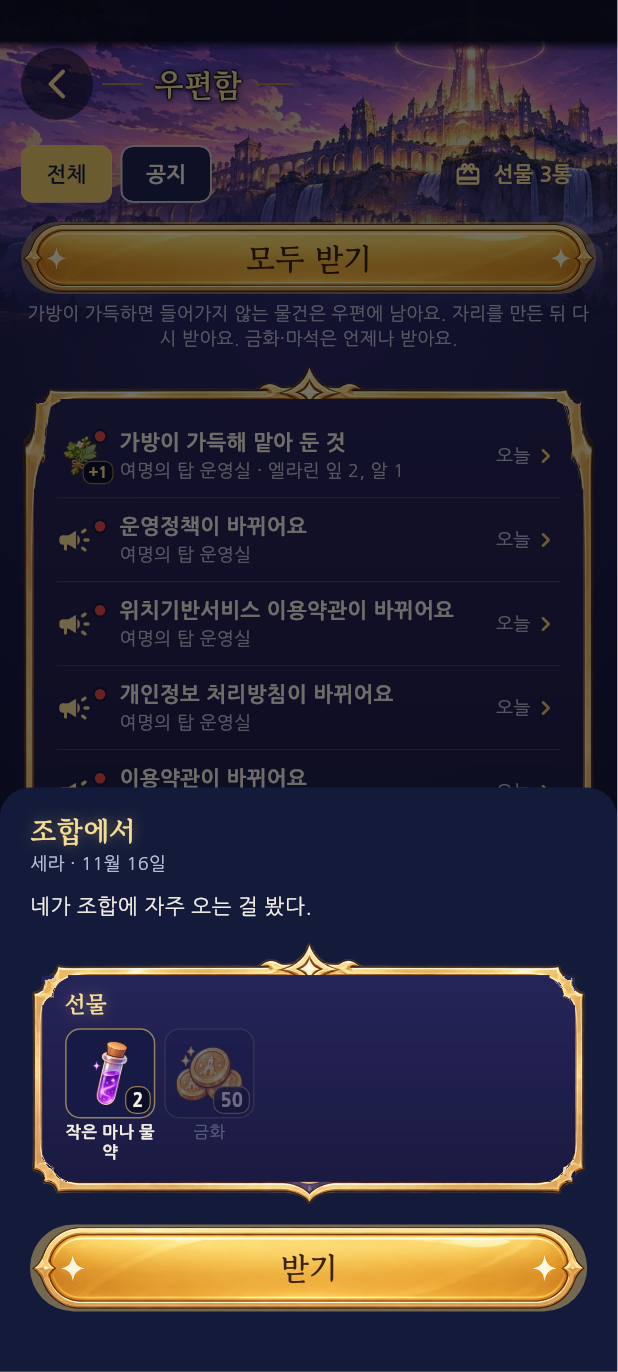 우편함
전체
공지
선물 3통
모두 받기
가방이 가득하면 들어가지 않는 물건은 우편에 남아요. 자리를 만든 뒤 다
시 받아요. 금화·마석은 언제나 받아요.
가방이 가득해 맡아 둔 것
오늘
+1
여명의 탑 운영실 · 엘라린 잎 2, 알 1
운영정책이 바뀌어요
오늘
여명의 탑 운영실
위치기반서비스 이용약관이 바뀌어요
오늘
여명의 탑 운영실
개인정보 처리방침이 바뀌어요
오늘
여명의 탑 운영실
이용약관이 바뀌어요
조합에서
세라 · 11월 16일
네가 조합에 자주 오는 걸 봤다.
선물
2
50
작은 마나 물
약
금화
받기